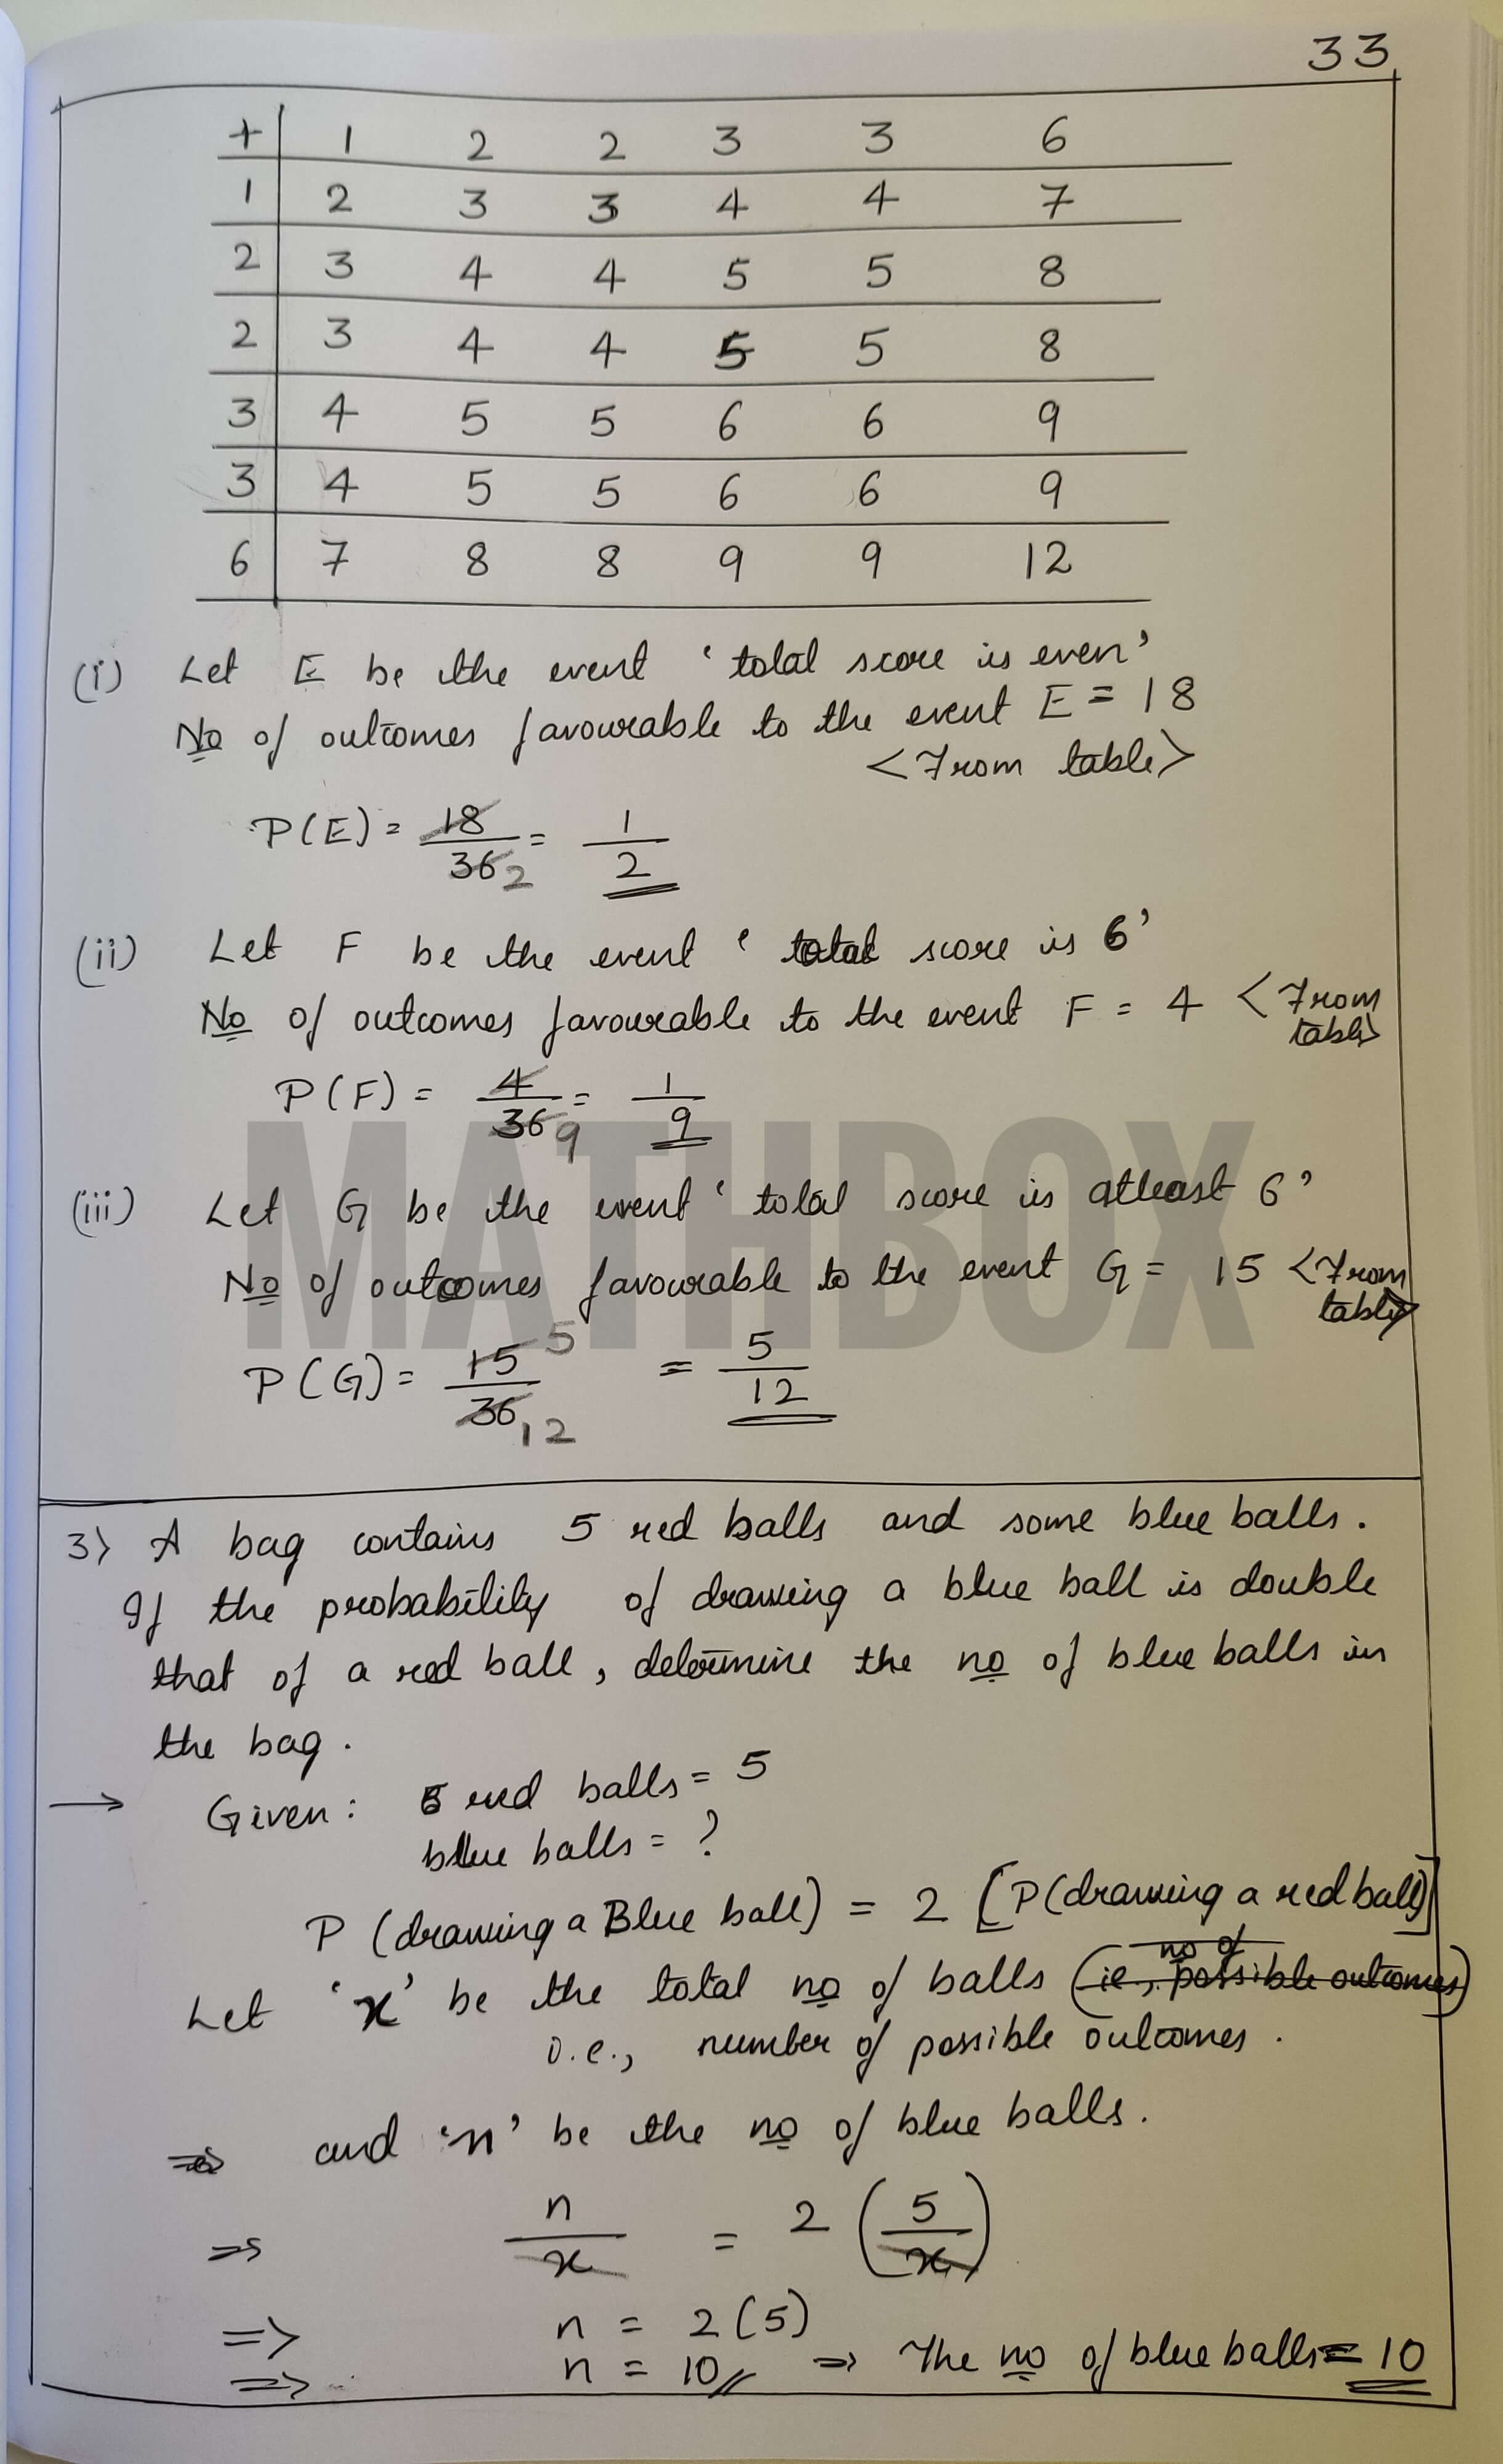 33
+ 1 2 2 3 3 6
1 2 3 3 4 4 7
2 3 4 4 5 5 8
2 3 4 4 5 5 8
3 4 5 5 6 6 9
3 4 5 5 6 6 9
6 7 8 8 9 9 12
(i) Let E be the event ‘total score is even’
No of outcomes favourable to the event E = 18
<From table>
P(E) = 18/36 2 = 1/2
(ii) Let F be the event ‘total score is 6’
No of outcomes favourable to the event F = 4 <From
table>
P(F) = 4/36 9 = 1/9
(iii) Let G be the event ‘total score is atleast 6’
No of outcomes favourable to the event G = 15 <From
table>
P(G) = 15 5/36 12 = 5/12
MATHBOX
3) A bag contains 5 red balls and some blue balls.
If the probability of drawing a blue ball is double
that of a red ball, determine the no of blue balls in
the bag.
→ Given: red balls = 5
blue balls = ?
P (drawing a Blue ball) = 2 [P(drawing a red ball)]
Let ‘x’ be the total no of balls (ie., no of possible outcomes)
i.e., number of possible outcomes.
⇒ and ‘n’ be the no of blue balls.
⇒ n/x = 2 (5/x)
⇒ n = 2(5)
⇒ n = 10 ⇒ The no of blue balls = 10